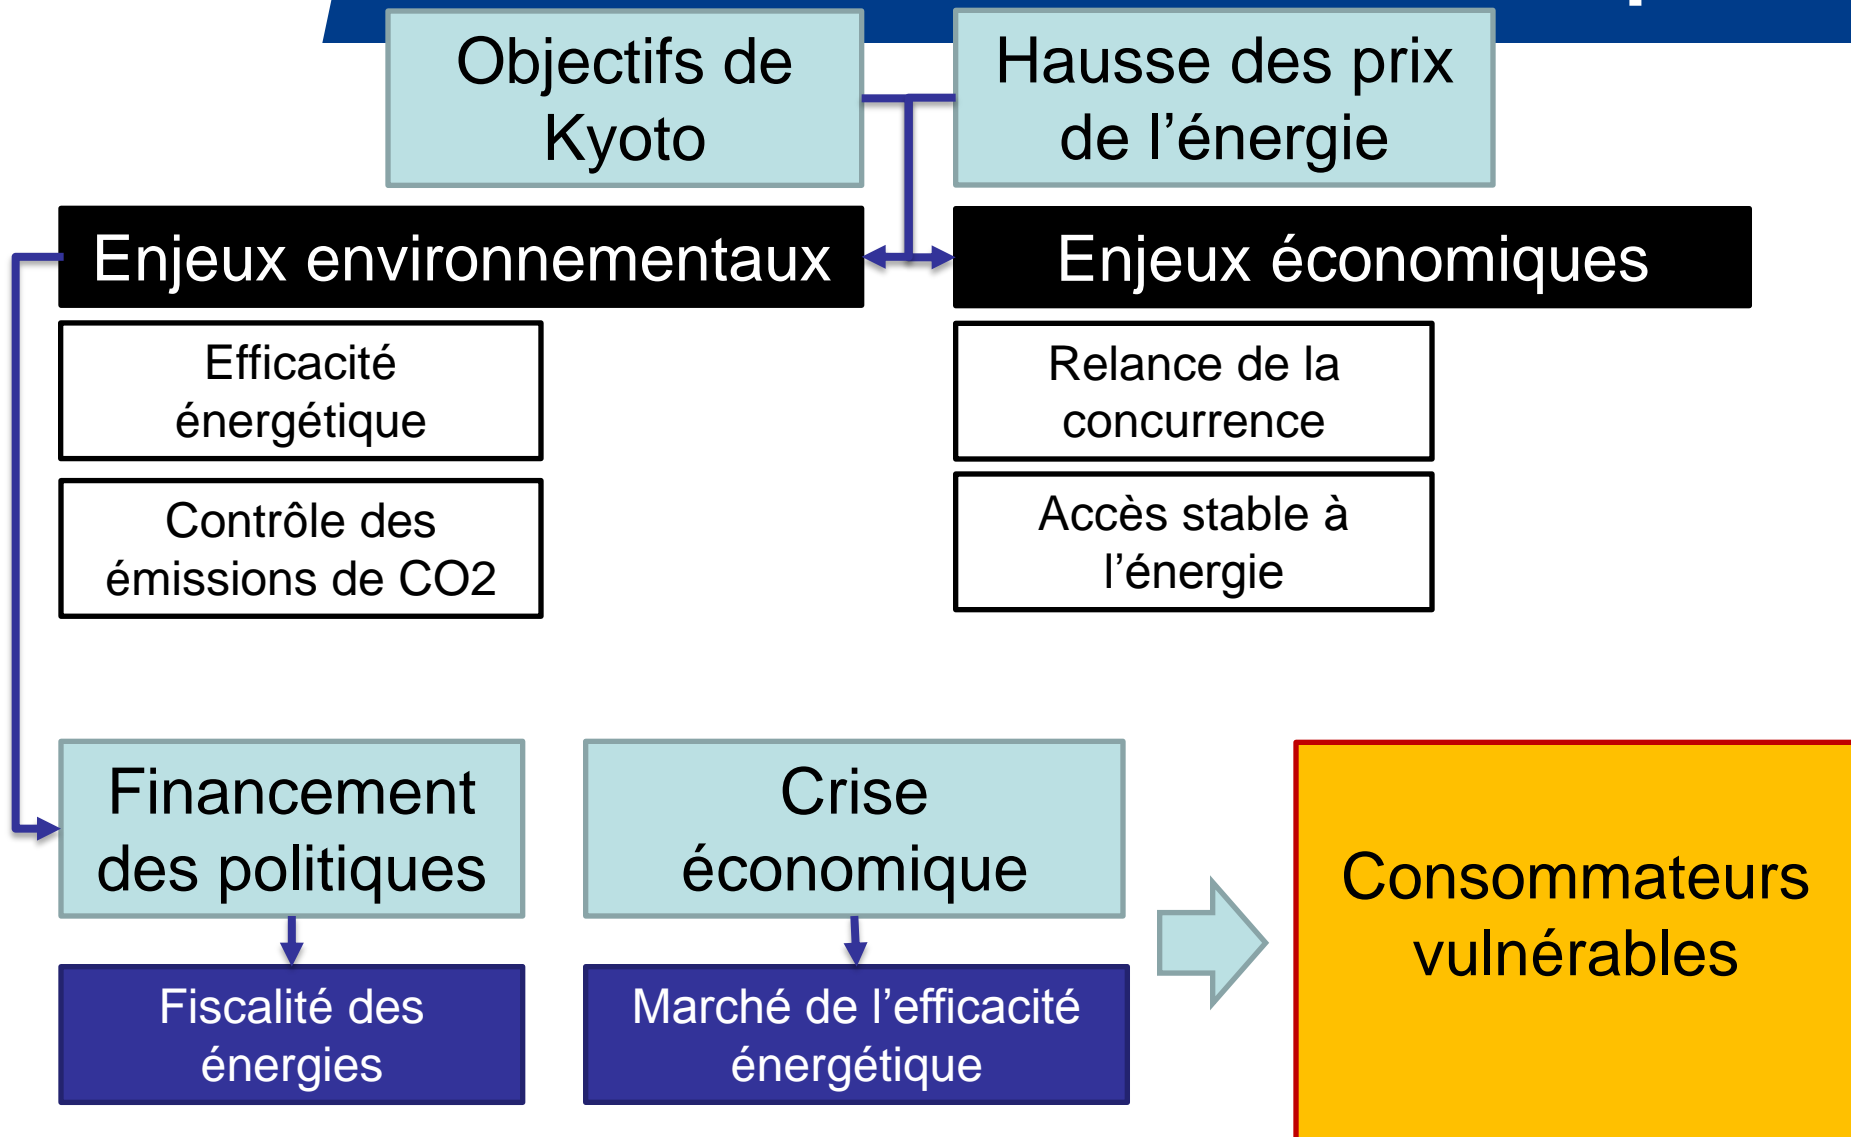 Objectifs de
Kyoto
Hausse des prix
de l’énergie
Enjeux environnementaux
Enjeux économiques
Efficacité
énergétique
Relance de la
concurrence
Contrôle des
émissions de CO2
Accès stable à
l’énergie
Financement
des politiques
Crise
économique
Consommateurs
vulnérables
Fiscalité des
énergies
Marché de l’efficacité
énergétique